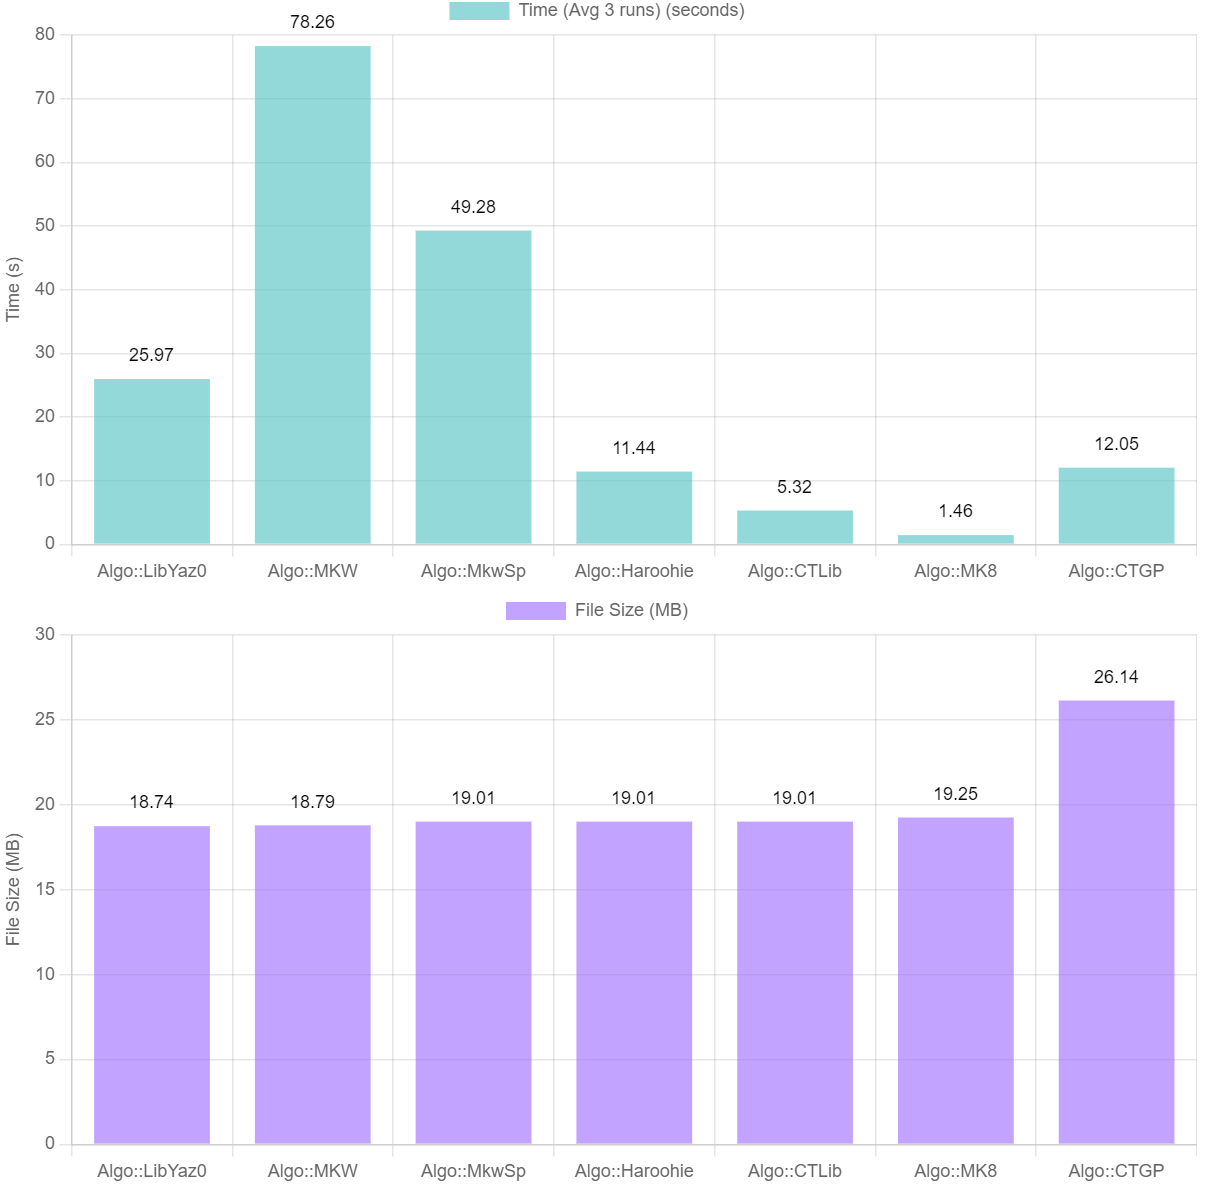 Time (Avg 3 runs) (seconds)
80
70
60
50
40
30
20
10
0
Time (s)
25.97
78.26
49.28
11.44
5.32
1.46
12.05
Algo::LibYaz0
Algo::MKW
Algo::MkwSp
Algo::Haroohie
Algo::CTLib
Algo::MK8
Algo::CTGP
File Size (MB)
30
25
20
15
10
5
0
File Size (MB)
18.74
18.79
19.01
19.01
19.01
19.25
26.14
Algo::LibYaz0
Algo::MKW
Algo::MkwSp
Algo::Haroohie
Algo::CTLib
Algo::MK8
Algo::CTGP